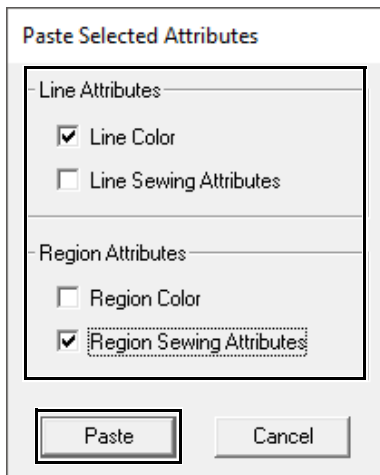 Paste Selected Attributes
Line Attributes
Line Color
Line Sewing Attributes
Region Attributes
Region Color
Region Sewing Attributes
Paste Cancel